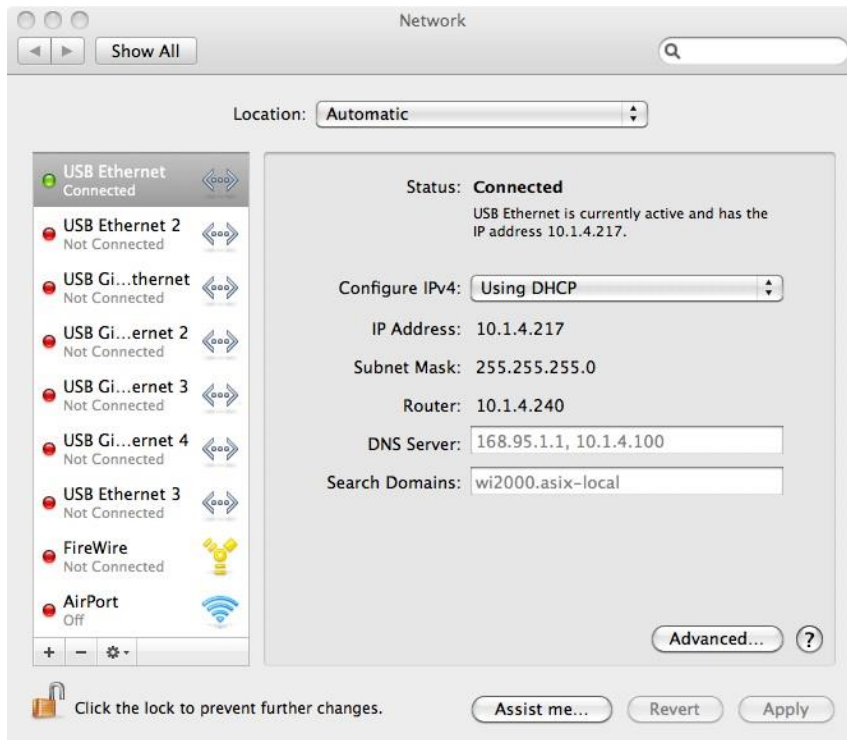 Network
Show All
Location: Automatic
USB Ethernet
Connected
USB Ethernet 2
Not Connected
USB Gi...thernet
Not Connected
USB Gi...ernet 2
Not Connected
USB Gi...ernet 3
Not Connected
USB Gi...ernet 4
Not Connected
USB Ethernet 3
Not Connected
FireWire
Not Connected
AirPort
Off
Status: Connected
USB Ethernet is currently active and has the
IP address 10.1.4.217.
Configure IPv4: Using DHCP
IP Address: 10.1.4.217
Subnet Mask: 255.255.255.0
Router: 10.1.4.240
DNS Server: 168.95.1.1, 10.1.4.100
Search Domains: wi2000.asix-local
Advanced... ?
Click the lock to prevent further changes.
Assist me... Revert Apply